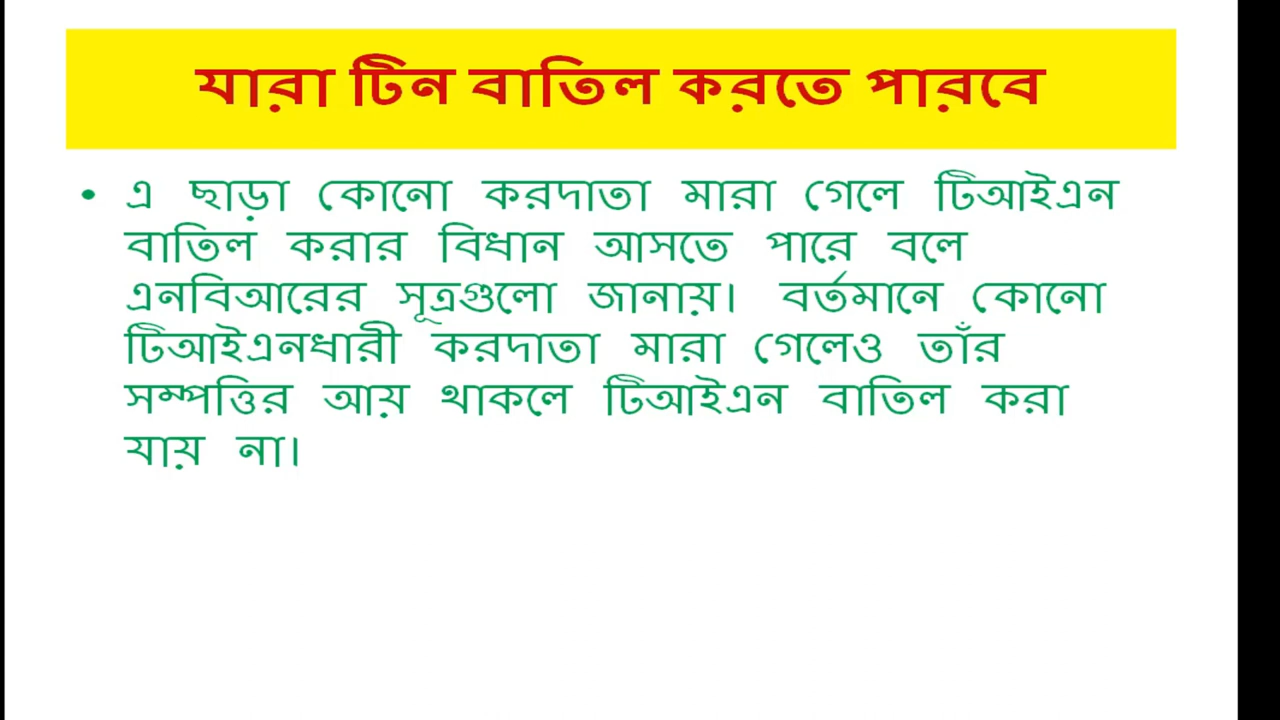 যারা টিন বাতিল করতে পারবে
• এ ছাড়া কোনো করদাতা মারা গেলে টিআইএন
বাতিল করার বিধান আসতে পারে বলে
এনবিআরের সূত্রগুলো জানায়। বর্তমানে কোনো
টিআইএনধারী করদাতা মারা গেলেও তাঁর
সম্পত্তির আয় থাকলে টিআইএন বাতিল করা
যায় না।